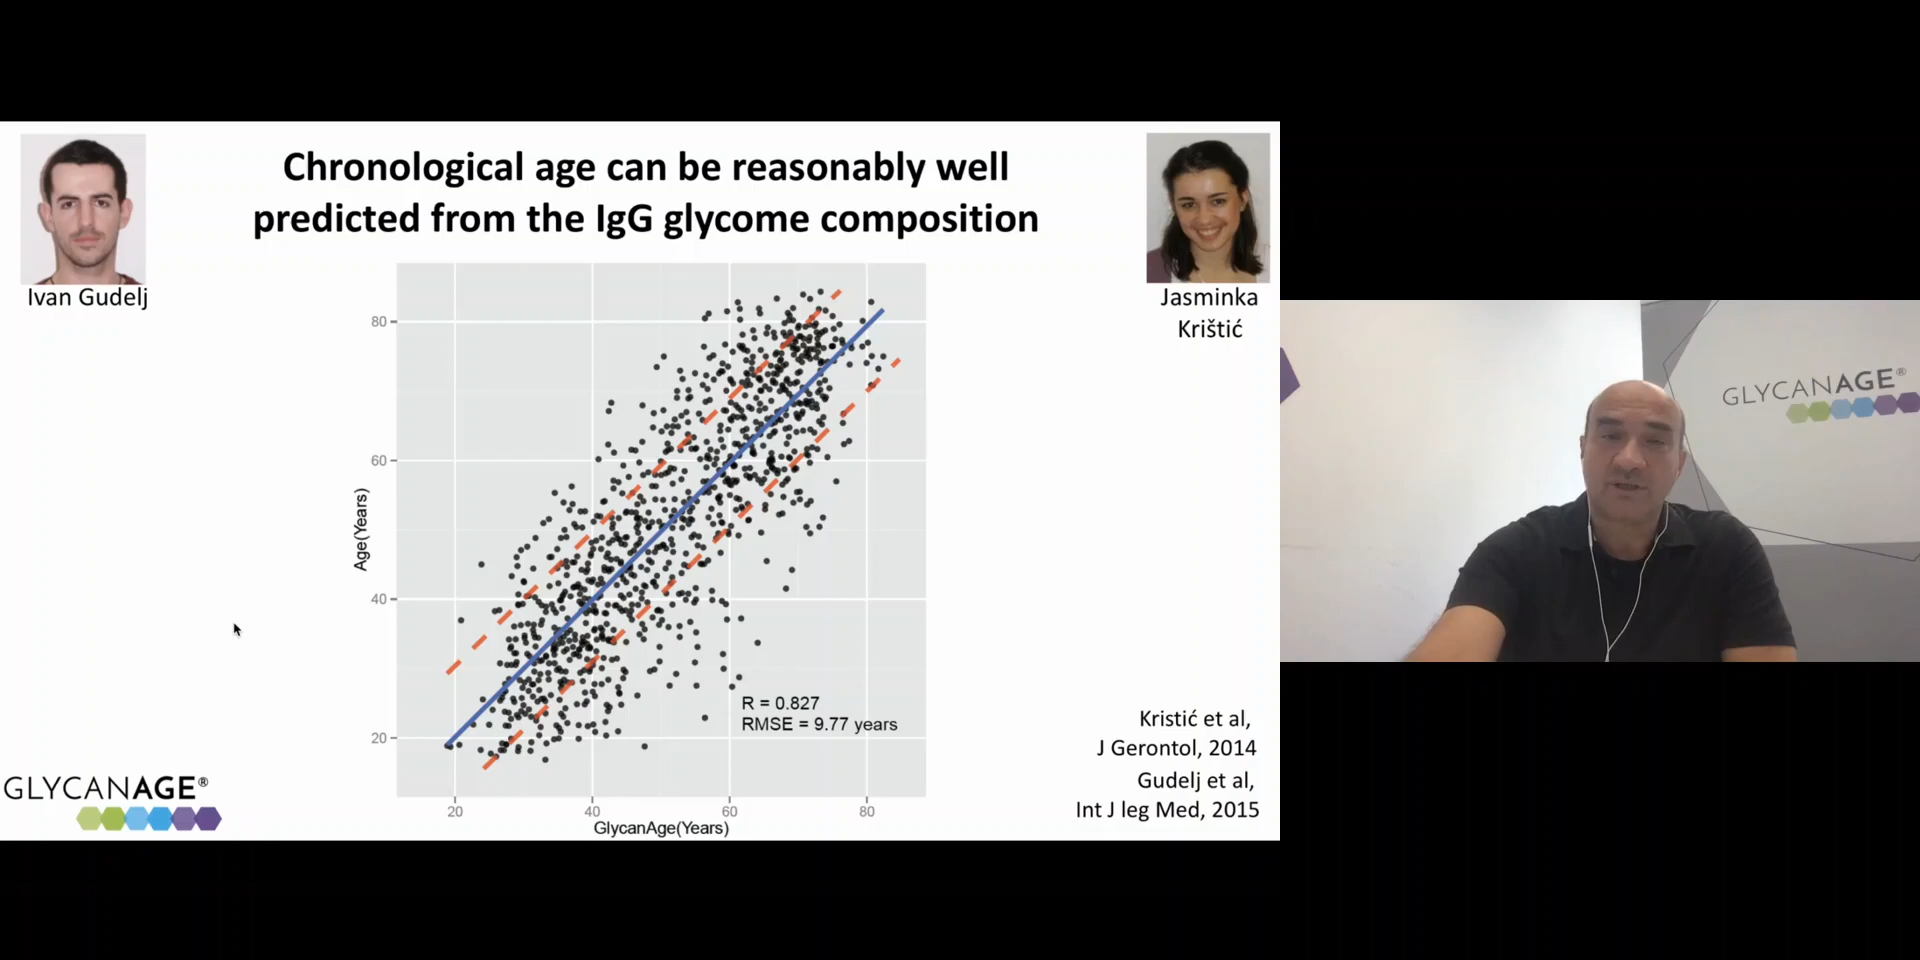 Chronological age can be reasonably well
predicted from the IgG glycome composition
Ivan Gudelj
Jasminka
Krištić
80
60
40
20
Age(Years)
R = 0.827
RMSE = 9.77 years
20 40 60 80
GlycanAge(Years)
Kristić et al,
J Gerontol, 2014
Gudelj et al,
Int J leg Med, 2015
GLYCANAGE®
GLYCANAGE®